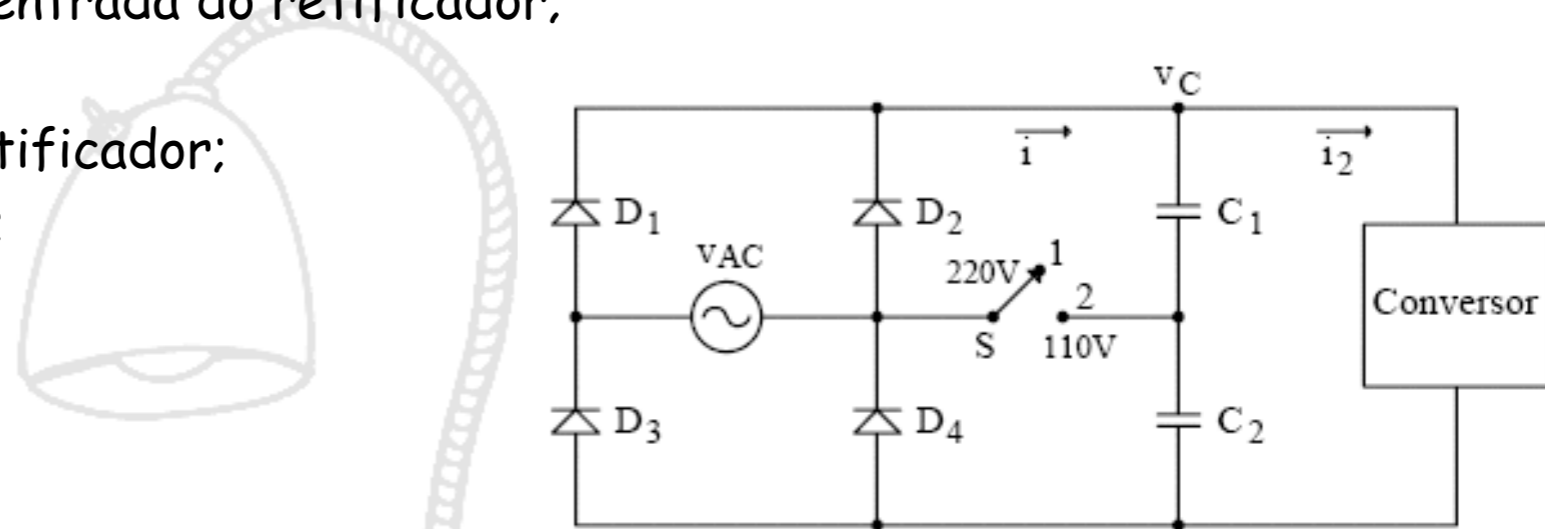 entrada do retificador;
tificador;
vC
i
i2
D1
D2
C1
vAC
220V
1
2
S
110V
Conversor
D3
D4
C2